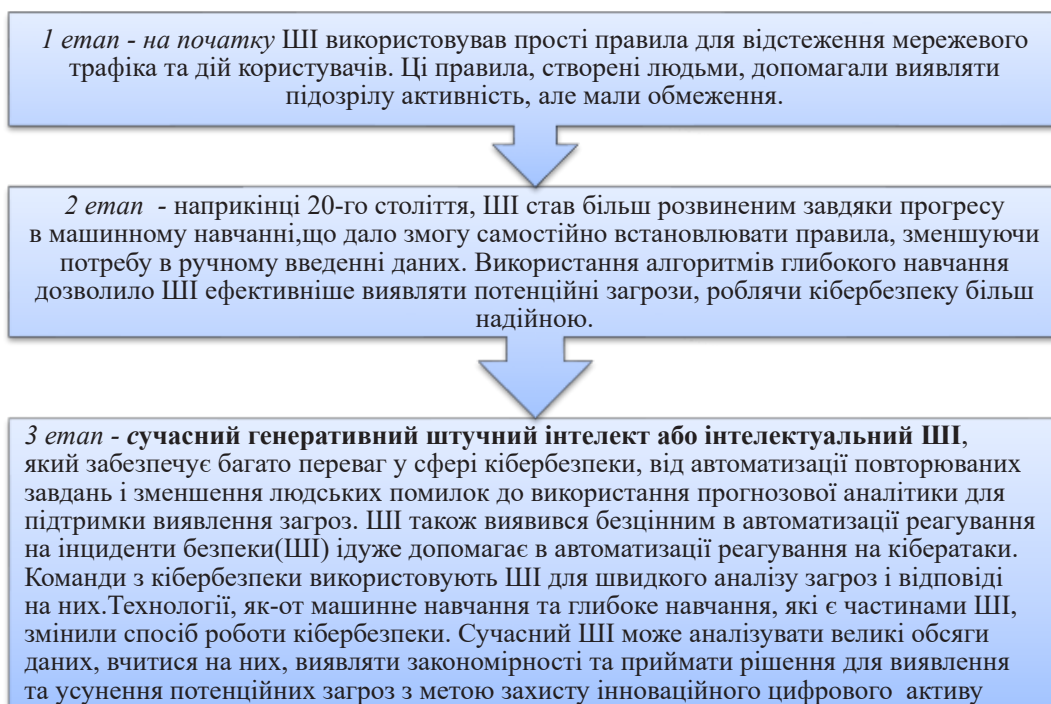 1 етап - на початку ШІ використовував прості правила для відстеження мережевого
трафіка та дій користувачів. Ці правила, створені людьми, допомагали виявляти
підозрілу активність, але мали обмеження.
2 етап - наприкінці 20-го століття, ШІ став більш розвиненим завдяки прогресу
в машинному навчанні,що дало змогу самостійно встановлювати правила, зменшуючи
потребу в ручному введенні даних. Використання алгоритмів глибокого навчання
дозволило ШІ ефективніше виявляти потенційні загрози, роблячи кібербезпеку більш
надійною.
3 етап - сучасний генеративний штучний інтелект або інтелектуальний ШІ,
який забезпечує багато переваг у сфері кібербезпеки, від автоматизації повторюваних
завдань і зменшення людських помилок до використання прогнозової аналітики для
підтримки виявлення загроз. ШІ також виявився безцінним в автоматизації реагування
на інциденти безпеки(ШІ) ідуже допомагає в автоматизації реагування на кібератаки.
Команди з кібербезпеки використовують ШІ для швидкого аналізу загроз і відповіді
на них.Технології, як-от машинне навчання та глибоке навчання, які є частинами ШІ,
змінили спосіб роботи кібербезпеки. Сучасний ШІ може аналізувати великі обсяги
даних, вчитися на них, виявляти закономірності та приймати рішення для виявлення
та усунення потенційних загроз з метою захисту інноваційного цифрового активу